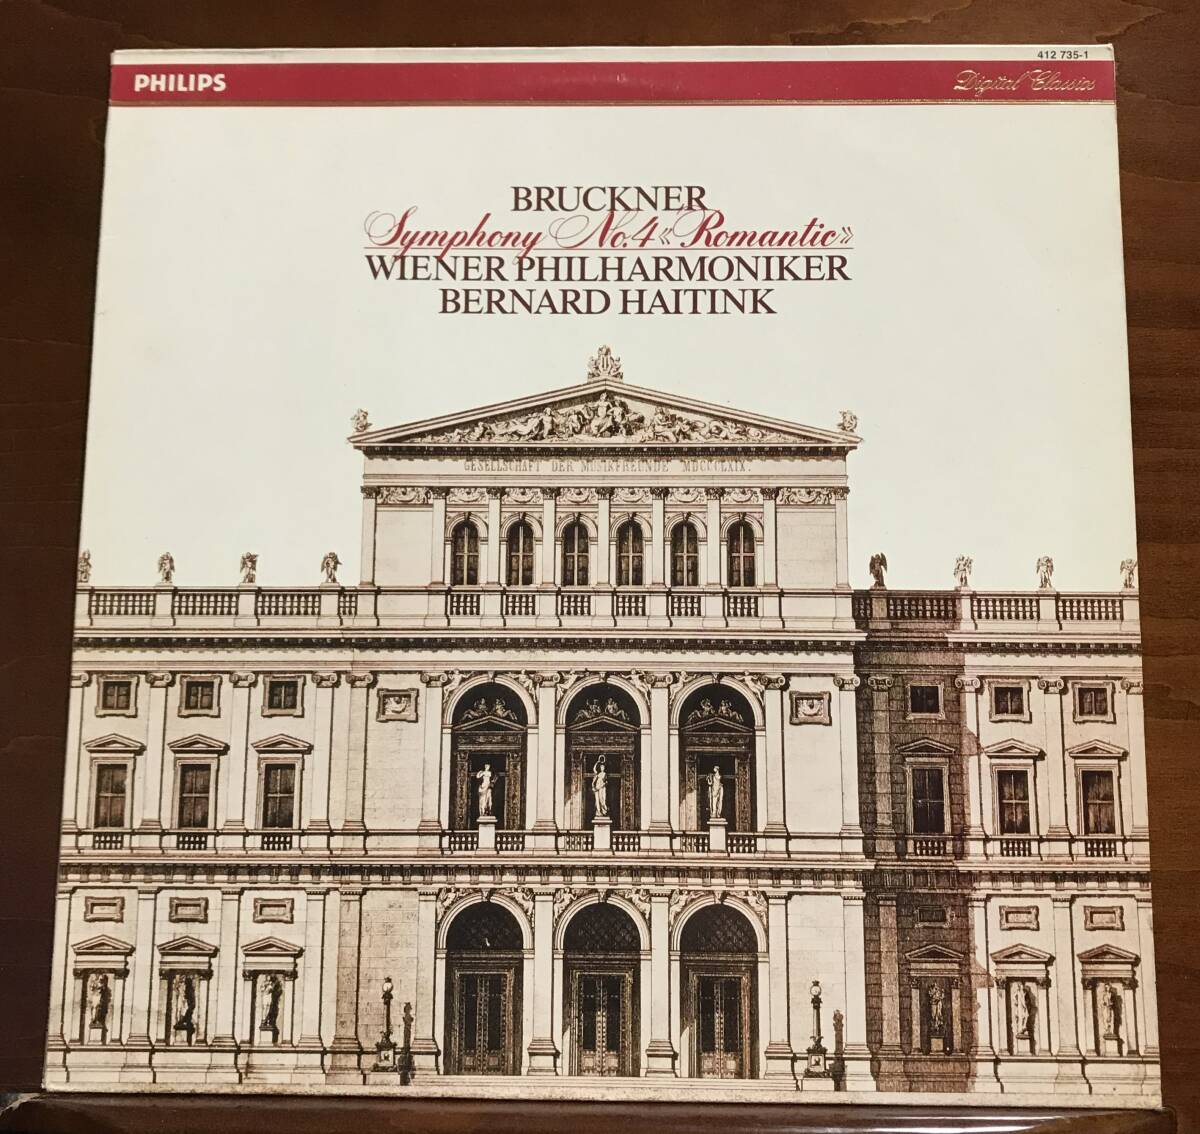 412 735-1
PHILIPS Digital Classics
BRUCKNER
Symphony No.4 «Romantic»
WIENER PHILHARMONIKER
BERNARD HAITINK
GESELLSCHAFT DER MUSIKFREUNDE MDCCCLXIX.